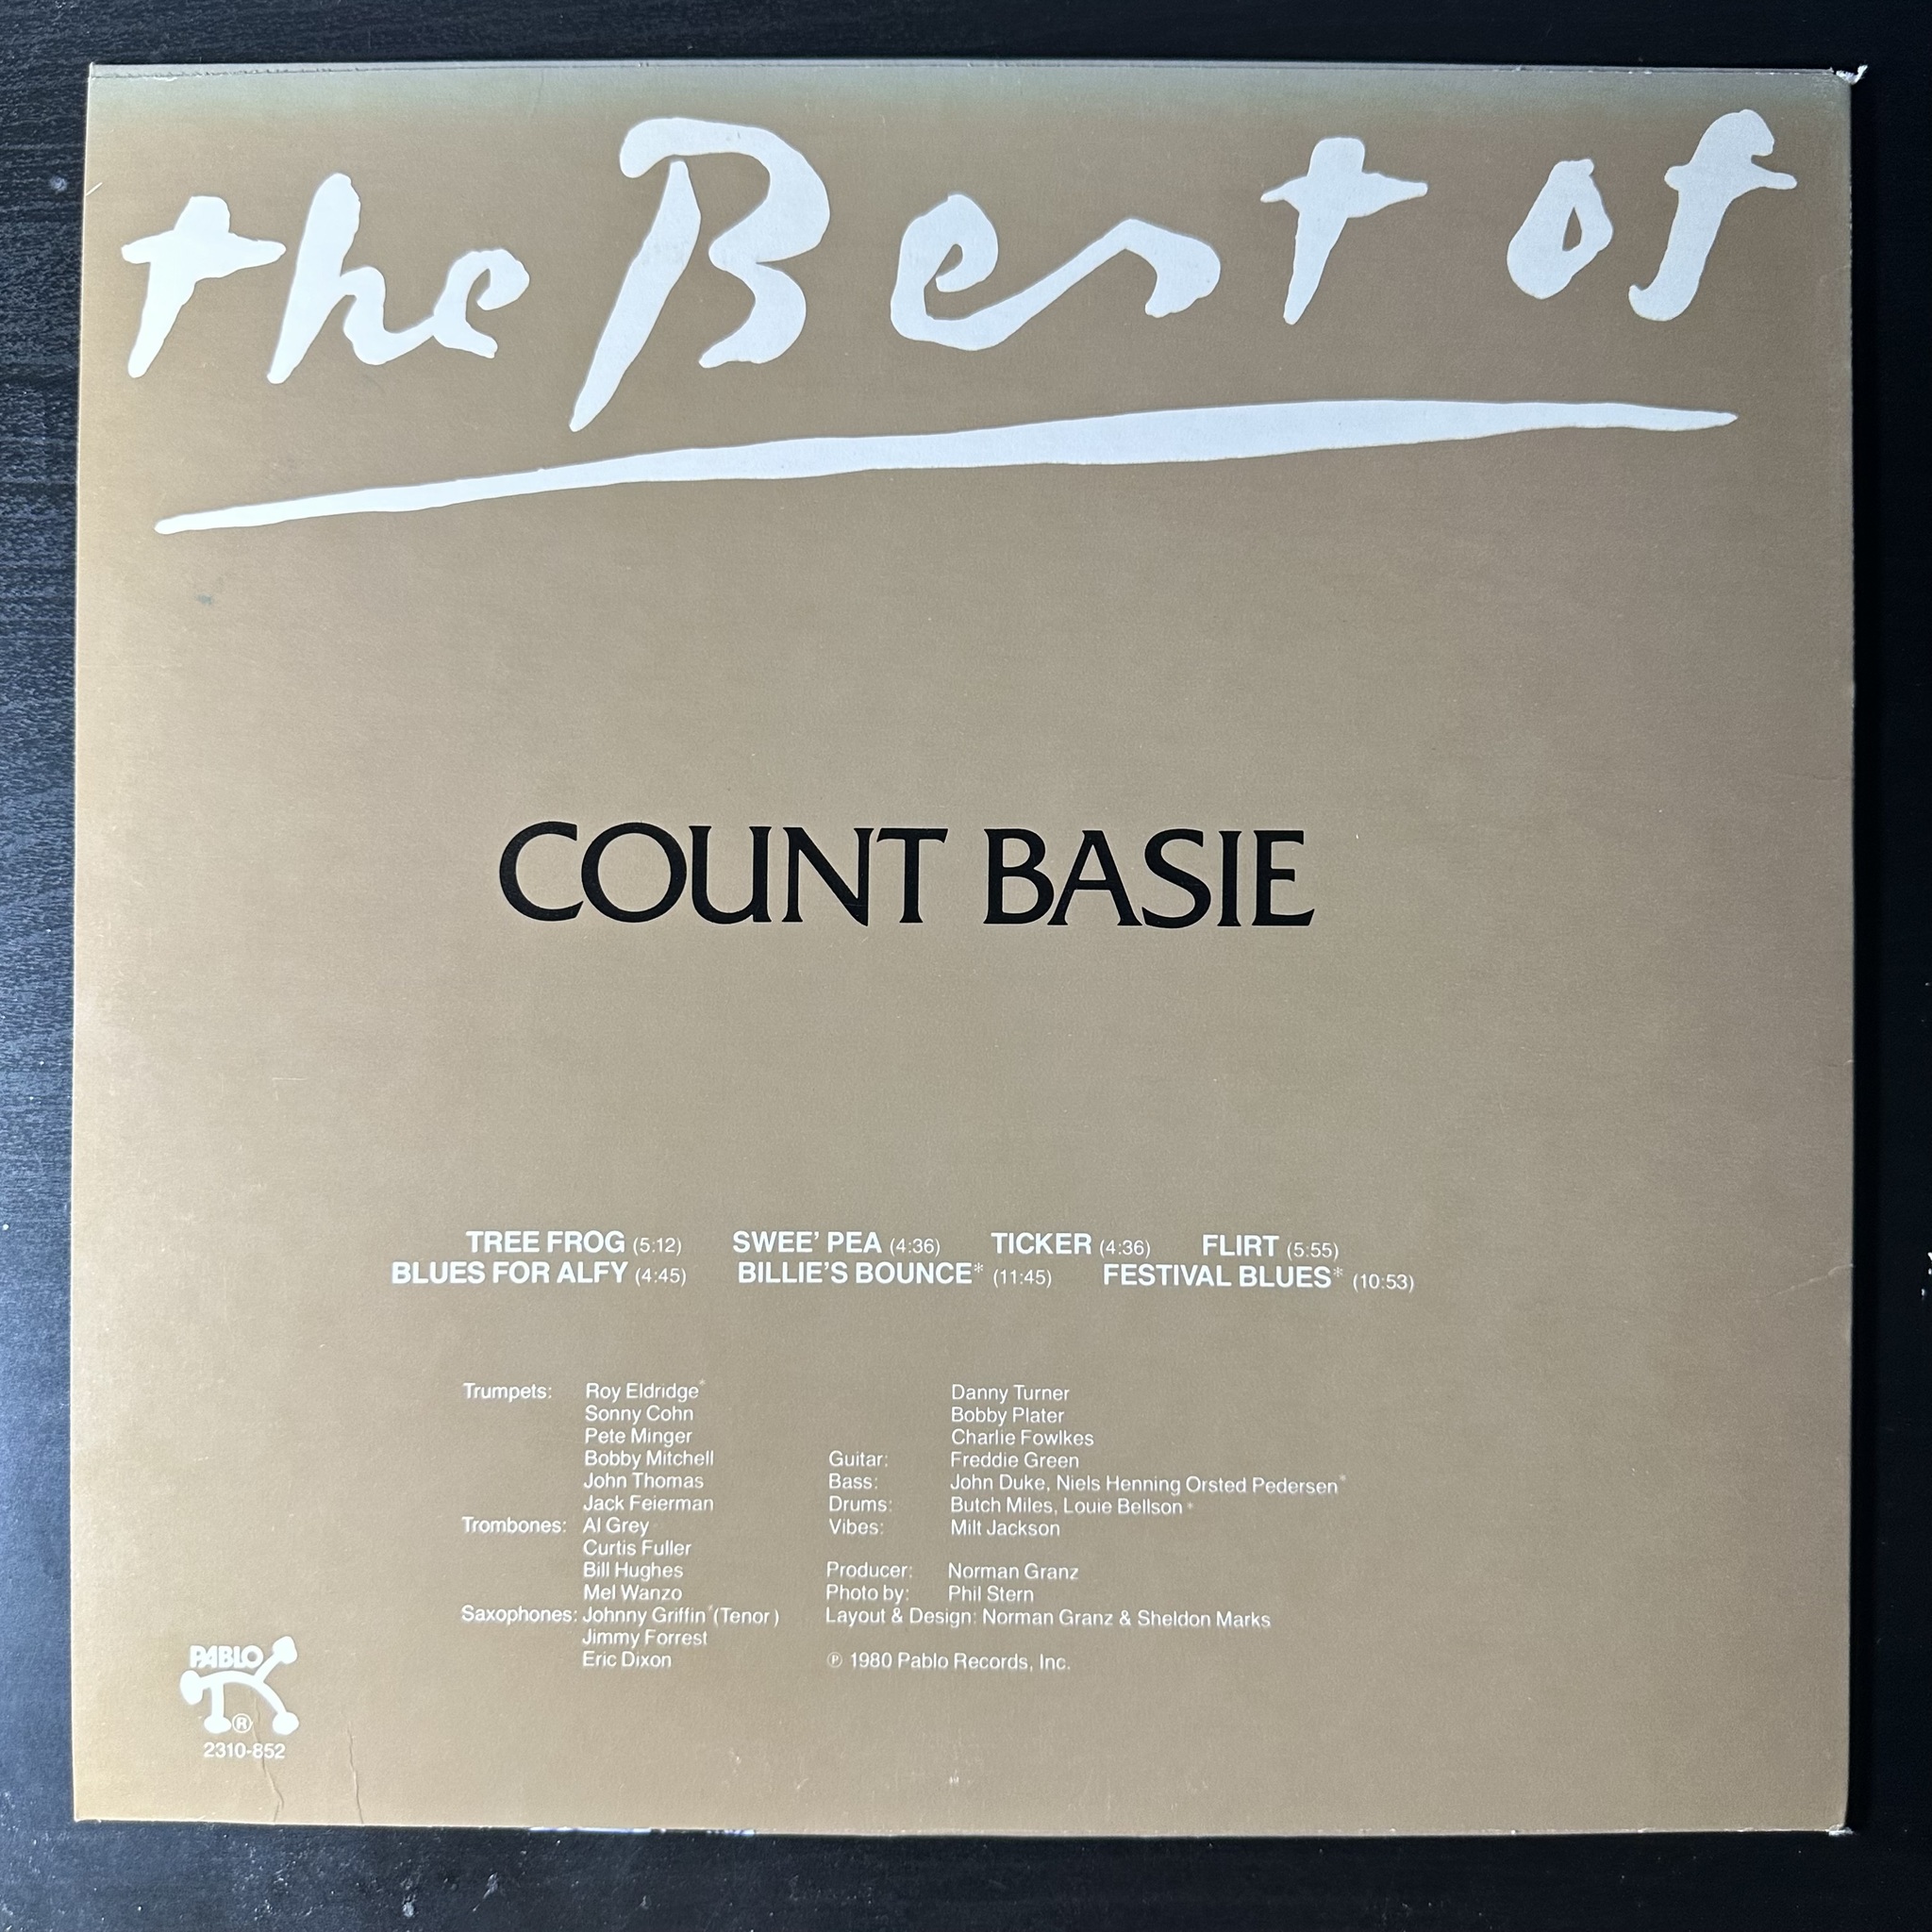 the Best of
COUNT BASIE
TREE FROG (5:12) SWEE' PEA (4:36) TICKER (4:36) FLIRT (5:55)
BLUES FOR ALFY (4:45) BILLIE'S BOUNCE* (11:45) FESTIVAL BLUES* (10:53)
Trumpets: Roy Eldridge*
Sonny Cohn
Pete Minger
Bobby Mitchell
John Thomas
Jack Feierman
Trombones: Al Grey
Curtis Fuller
Bill Hughes
Mel Wanzo
Saxophones: Johnny Griffin* (Tenor)
Jimmy Forrest
Eric Dixon
Danny Turner
Bobby Plater
Charlie Fowlkes
Guitar: Freddie Green
Bass: John Duke, Niels Henning Orsted Pedersen*
Drums: Butch Miles, Louie Bellson*
Vibes: Milt Jackson
Producer: Norman Granz
Photo by: Phil Stern
Layout & Design: Norman Granz & Sheldon Marks
℗ 1980 Pablo Records, Inc.
PABLO
®
2310-852